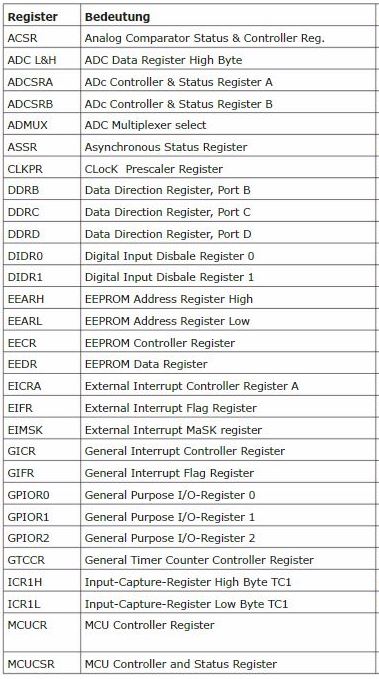 Register Bedeutung
ACSR Analog Comparator Status & Controller Reg.
ADC L&H ADC Data Register High Byte
ADCSRA ADc Controller & Status Register A
ADCSRB ADc Controller & Status Register B
ADMUX ADC Multiplexer select
ASSR Asynchronous Status Register
CLKPR CLocK Prescaler Register
DDRB Data Direction Register, Port B
DDRC Data Direction Register, Port C
DDRD Data Direction Register, Port D
DIDR0 Digital Input Disbale Register 0
DIDR1 Digital Input Disbale Register 1
EEARH EEPROM Address Register High
EEARL EEPROM Address Register Low
EECR EEPROM Controller Register
EEDR EEPROM Data Register
EICRA External Interrupt Controller Register A
EIFR External Interrupt Flag Register
EIMSK External Interrupt MaSK register
GICR General Interrupt Controller Register
GIFR General Interrupt Flag Register
GPIOR0 General Purpose I/O-Register 0
GPIOR1 General Purpose I/O-Register 1
GPIOR2 General Purpose I/O-Register 2
GTCCR General Timer Counter Controller Register
ICR1H Input-Capture-Register High Byte TC1
ICR1L Input-Capture-Register Low Byte TC1
MCUCR MCU Controller Register
MCUCSR MCU Controller and Status Register